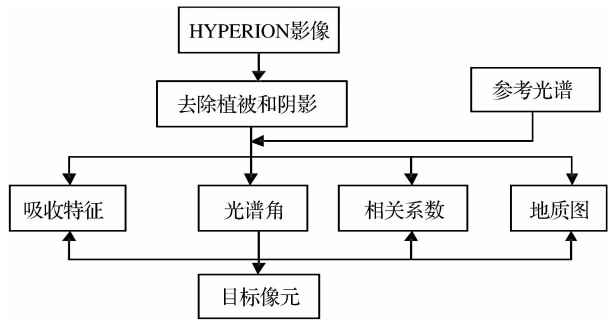 HYPERION影像
去除植被和阴影
参考光谱
吸收特征
光谱角
相关系数
地质图
目标像元